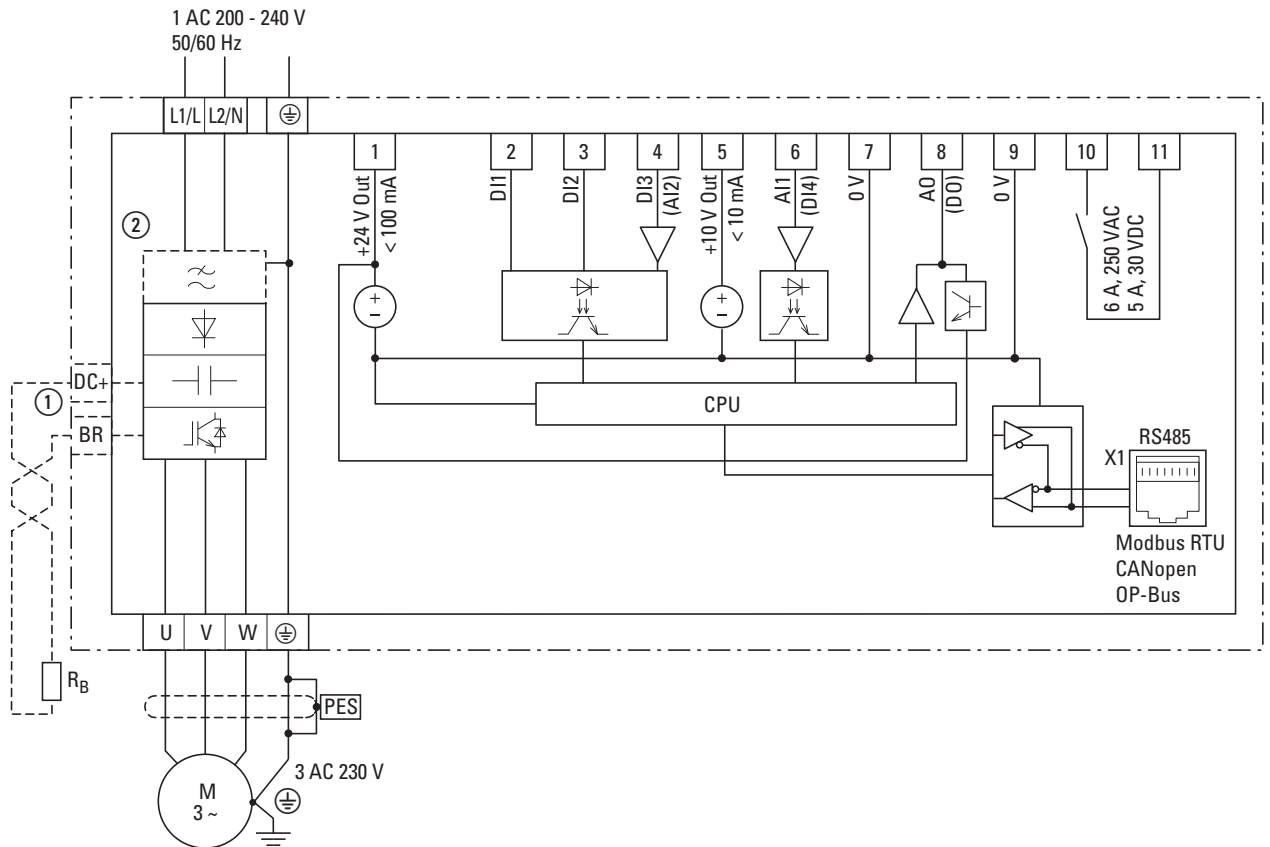 1 AC 200 - 240 V
50/60 Hz
L1/L L2/N
1 2 3 4 5 6 7 8 9 10 11
+24 V Out
< 100 mA
DI1
DI2
DI3
(AI2)
+10 V Out
< 10 mA
AI1
(DI4)
0 V
AO
(DO)
0 V
6 A, 250 VAC
5 A, 30 VDC
2
+
-
+
-
DC+
1
BR
CPU
X1
RS485
Modbus RTU
CANopen
OP-Bus
U V W
RB
PES
3 AC 230 V
M
3 ~